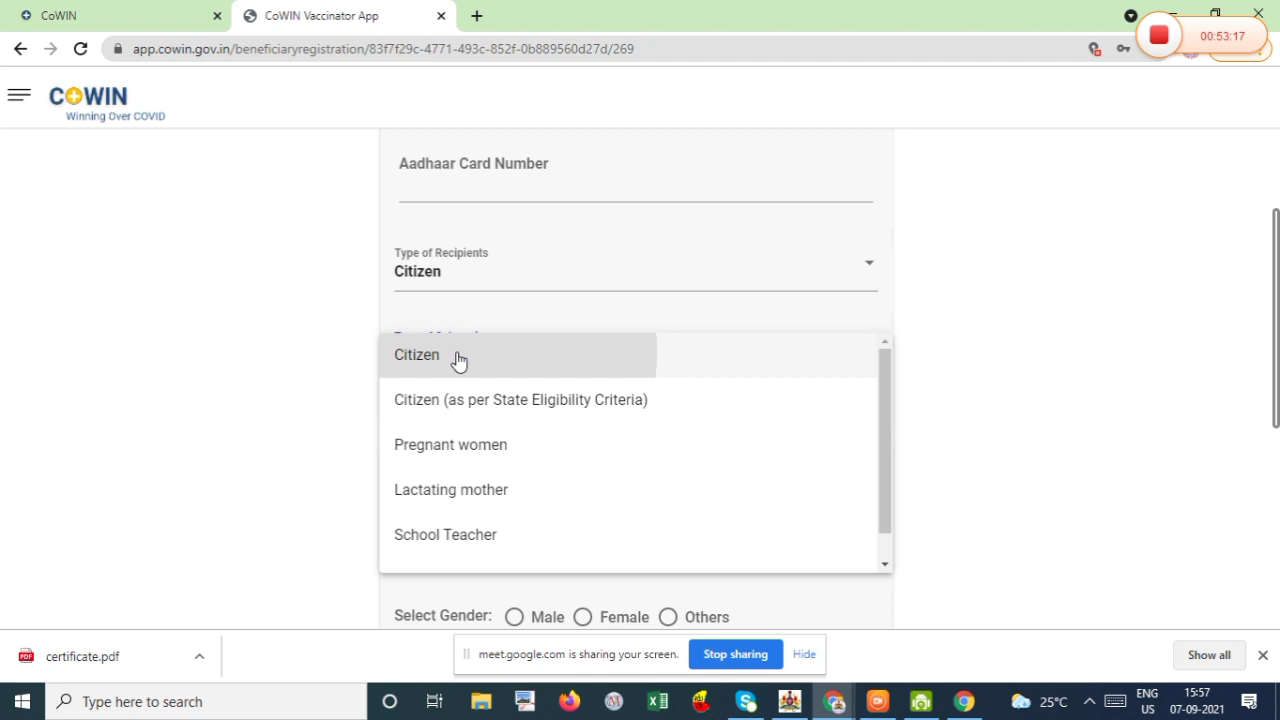 CoWIN
CoWIN Vaccinator App
app.cowin.gov.in/beneficiaryregistration/83f7f29c-4771-493c-852f-0b889560d27d/269
00:53:17
COWIN
Winning Over COVID
Aadhaar Card Number
Type of Recipients
Citizen
Citizen
Citizen (as per State Eligibility Criteria)
Pregnant women
Lactating mother
School Teacher
Select Gender: Male Female Others
certificate.pdf
meet.google.com is sharing your screen. Stop sharing Hide
Show all
Type here to search
25°C
ENG
US
15:57
07-09-2021